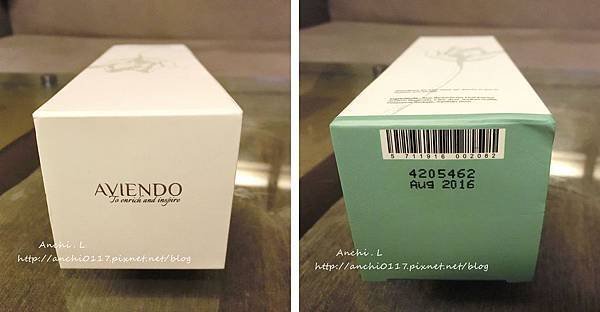 AVIENDO
To enrich and inspire
Anchi . L
http://anchi0117.pixnet.net/blog
5 711916 002082
4205462
Aug 2016
Anchi . L
http://anchi0117.pixnet.net/blog